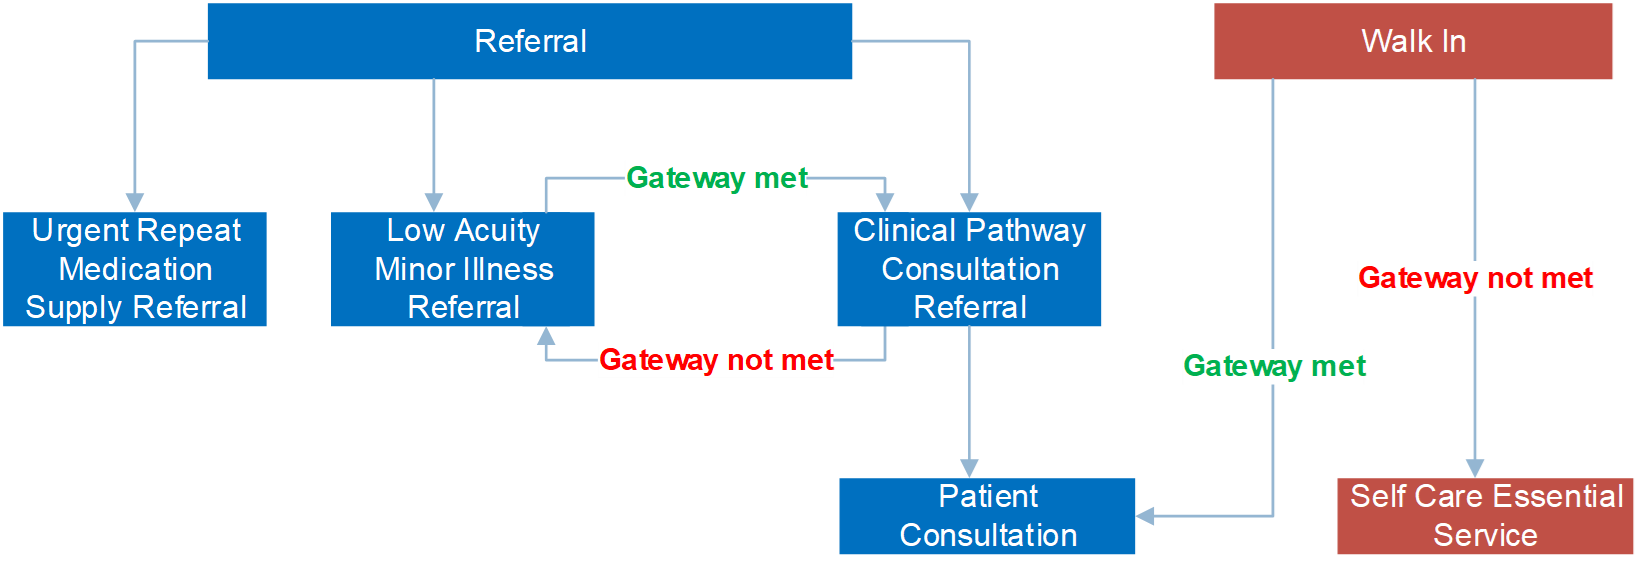 Referral
Walk In
Gateway met
Urgent Repeat
Medication
Supply Referral
Low Acuity
Minor Illness
Referral
Clinical Pathway
Consultation
Referral
Gateway not met
Gateway not met
Gateway met
Patient
Consultation
Self Care Essential
Service